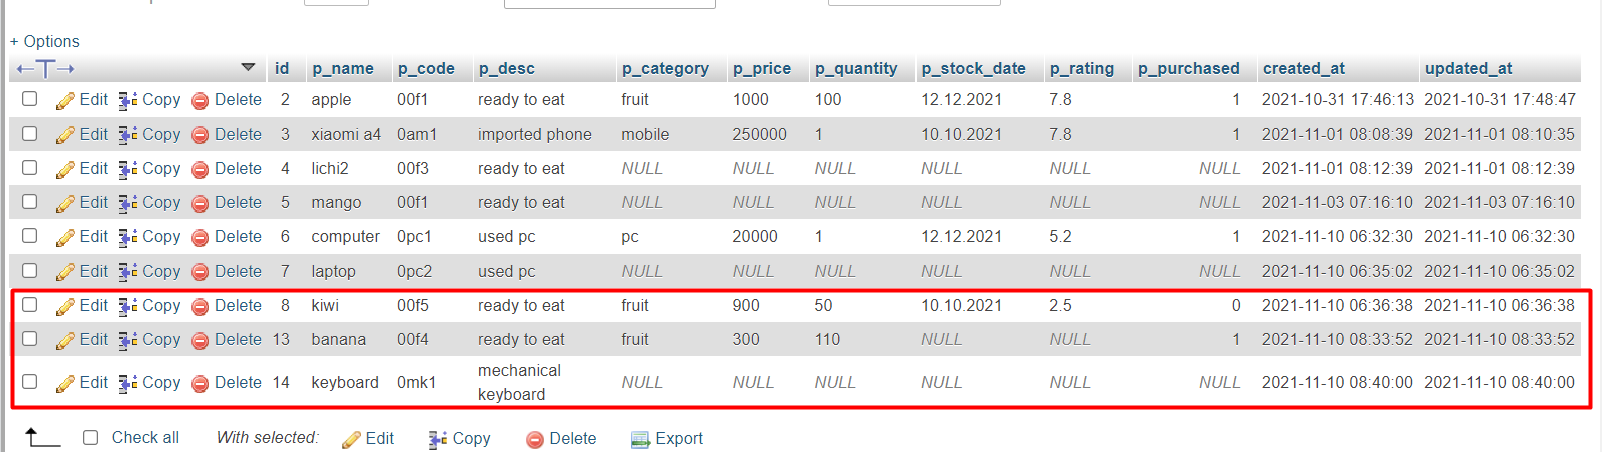 + Options
←T→ id p_name p_code p_desc p_category p_price p_quantity p_stock_date p_rating p_purchased created_at updated_at
Edit Copy Delete 2 apple 00f1 ready to eat fruit 1000 100 12.12.2021 7.8 1 2021-10-31 17:46:13 2021-10-31 17:48:47
Edit Copy Delete 3 xiaomi a4 0am1 imported phone mobile 250000 1 10.10.2021 7.8 1 2021-11-01 08:08:39 2021-11-01 08:10:35
Edit Copy Delete 4 lichi2 00f3 ready to eat NULL NULL NULL NULL NULL NULL 2021-11-01 08:12:39 2021-11-01 08:12:39
Edit Copy Delete 5 mango 00f1 ready to eat NULL NULL NULL NULL NULL NULL 2021-11-03 07:16:10 2021-11-03 07:16:10
Edit Copy Delete 6 computer 0pc1 used pc pc 20000 1 12.12.2021 5.2 1 2021-11-10 06:32:30 2021-11-10 06:32:30
Edit Copy Delete 7 laptop 0pc2 used pc NULL NULL NULL NULL NULL NULL 2021-11-10 06:35:02 2021-11-10 06:35:02
Edit Copy Delete 8 kiwi 00f5 ready to eat fruit 900 50 10.10.2021 2.5 0 2021-11-10 06:36:38 2021-11-10 06:36:38
Edit Copy Delete 13 banana 00f4 ready to eat fruit 300 110 NULL NULL 1 2021-11-10 08:33:52 2021-11-10 08:33:52
Edit Copy Delete 14 keyboard 0mk1 mechanical keyboard NULL NULL NULL NULL NULL NULL 2021-11-10 08:40:00 2021-11-10 08:40:00
Check all With selected: Edit Copy Delete Export